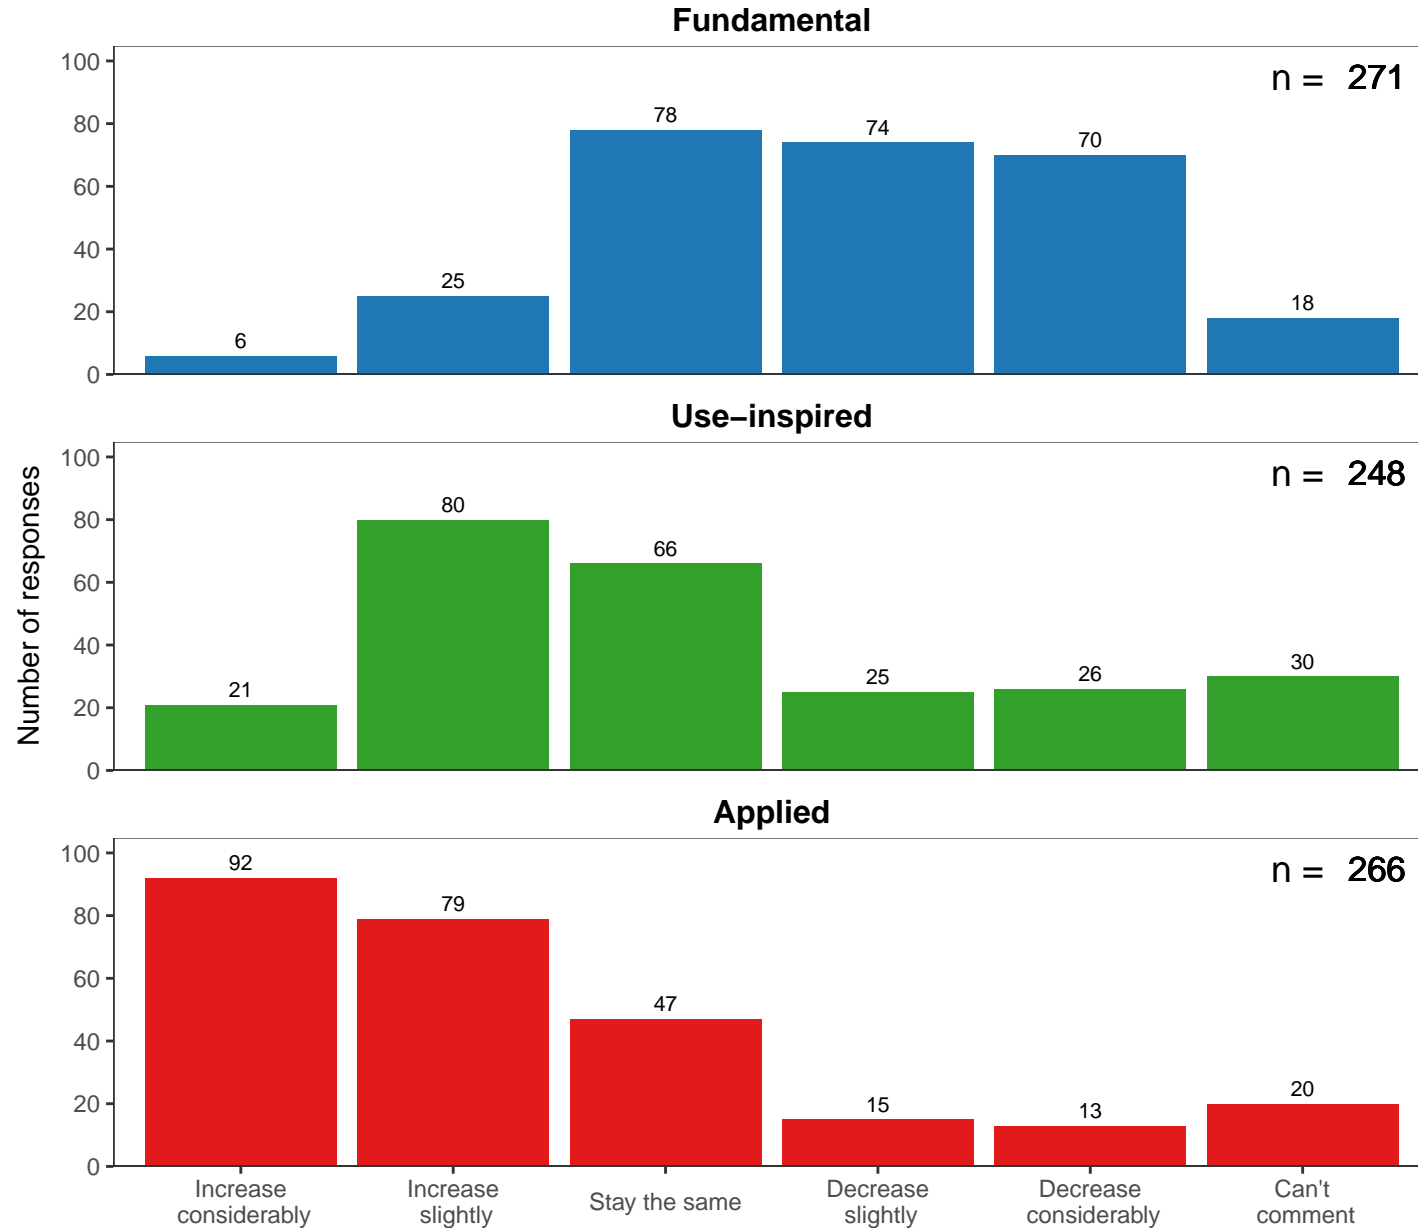 Fundamental
n = 271
100
80
60
40
20
0
6
25
78
74
70
18
Use–inspired
n = 248
Number of responses
100
80
60
40
20
0
21
80
66
25
26
30
Applied
n = 266
100
80
60
40
20
0
92
79
47
15
13
20
Increase
considerably
Increase
slightly
Stay the same
Decrease
slightly
Decrease
considerably
Can't
comment